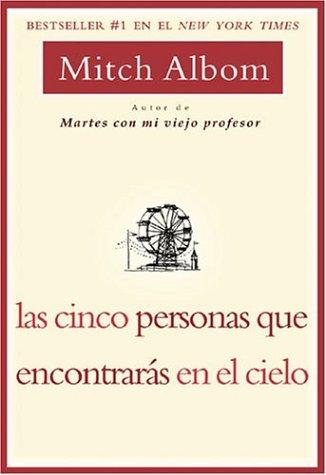 BESTSELLER #1 EN EL NEW YORK TIMES
Mitch Albom
Autor de
Martes con mi viejo profesor
las cinco personas que
encontrarás en el cielo